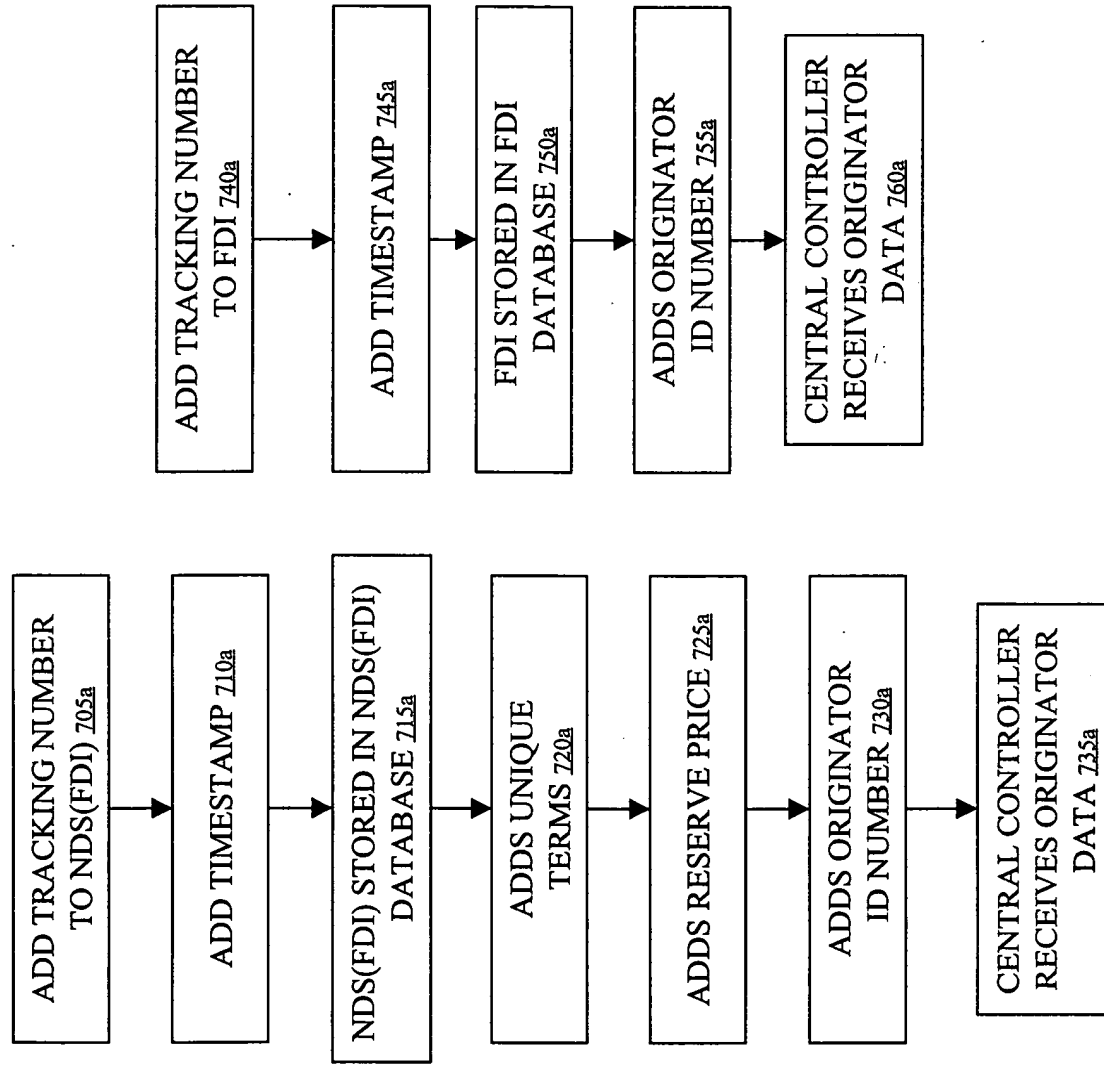 ADD TRACKING NUMBER
TO NDS(FDI) 705a
ADD TIMESTAMP 710a
NDS(FDI) STORED IN NDS(FDI)
DATABASE 715a
ADDS UNIQUE
TERMS 720a
ADDS RESERVE PRICE 725a
ADDS ORIGINATOR
ID NUMBER 730a
CENTRAL CONTROLLER
RECEIVES ORIGINATOR
DATA 735a
ADD TRACKING NUMBER
TO FDI 740a
ADD TIMESTAMP 745a
FDI STORED IN FDI
DATABASE 750a
ADDS ORIGINATOR
ID NUMBER 755a
CENTRAL CONTROLLER
RECEIVES ORIGINATOR
DATA 760a